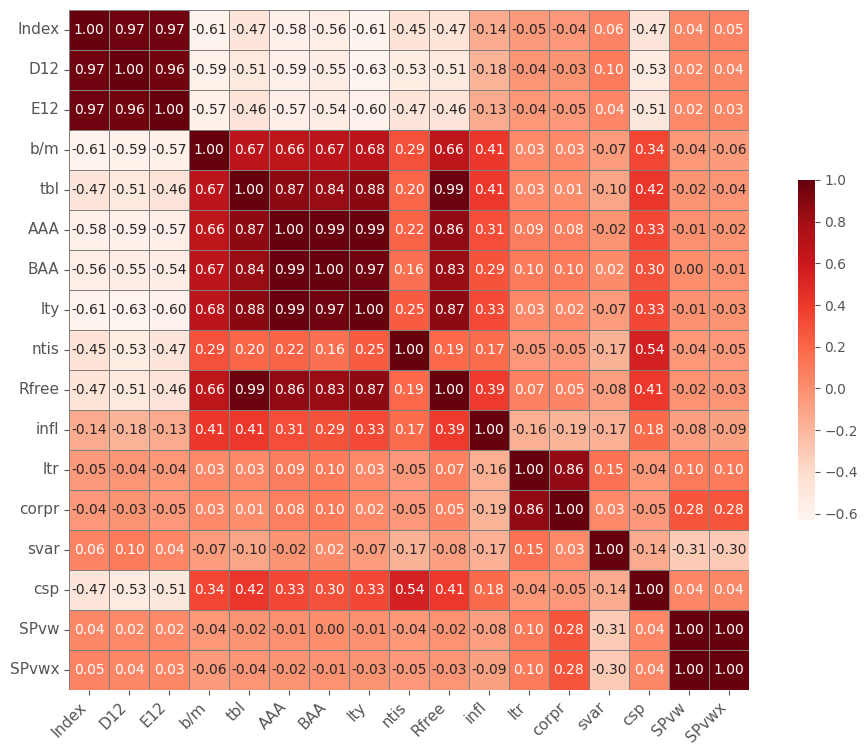 Index 1.00 0.97 0.97 -0.61 -0.47 -0.58 -0.56 -0.61 -0.45 -0.47 -0.14 -0.05 -0.04 0.06 -0.47 0.04 0.05
D12 0.97 1.00 0.96 -0.59 -0.51 -0.59 -0.55 -0.63 -0.53 -0.51 -0.18 -0.04 -0.03 0.10 -0.53 0.02 0.04
E12 0.97 0.96 1.00 -0.57 -0.46 -0.57 -0.54 -0.60 -0.47 -0.46 -0.13 -0.04 -0.05 0.04 -0.51 0.02 0.03
b/m -0.61 -0.59 -0.57 1.00 0.67 0.66 0.67 0.68 0.29 0.66 0.41 0.03 0.03 -0.07 0.34 -0.04 -0.06
tbl -0.47 -0.51 -0.46 0.67 1.00 0.87 0.84 0.88 0.20 0.99 0.41 0.03 0.01 -0.10 0.42 -0.02 -0.04
AAA -0.58 -0.59 -0.57 0.66 0.87 1.00 0.99 0.99 0.22 0.86 0.31 0.09 0.08 -0.02 0.33 -0.01 -0.02
BAA -0.56 -0.55 -0.54 0.67 0.84 0.99 1.00 0.97 0.16 0.83 0.29 0.10 0.10 0.02 0.30 0.00 -0.01
lty -0.61 -0.63 -0.60 0.68 0.88 0.99 0.97 1.00 0.25 0.87 0.33 0.03 0.02 -0.07 0.33 -0.01 -0.03
ntis -0.45 -0.53 -0.47 0.29 0.20 0.22 0.16 0.25 1.00 0.19 0.17 -0.05 -0.05 -0.17 0.54 -0.04 -0.05
Rfree -0.47 -0.51 -0.46 0.66 0.99 0.86 0.83 0.87 0.19 1.00 0.39 0.07 0.05 -0.08 0.41 -0.02 -0.03
infl -0.14 -0.18 -0.13 0.41 0.41 0.31 0.29 0.33 0.17 0.39 1.00 -0.16 -0.19 -0.17 0.18 -0.08 -0.09
ltr -0.05 -0.04 -0.04 0.03 0.03 0.09 0.10 0.03 -0.05 0.07 -0.16 1.00 0.86 0.15 -0.04 0.10 0.10
corpr -0.04 -0.03 -0.05 0.03 0.01 0.08 0.10 0.02 -0.05 0.05 -0.19 0.86 1.00 0.03 -0.05 0.28 0.28
svar 0.06 0.10 0.04 -0.07 -0.10 -0.02 0.02 -0.07 -0.17 -0.08 -0.17 0.15 0.03 1.00 -0.14 -0.31 -0.30
csp -0.47 -0.53 -0.51 0.34 0.42 0.33 0.30 0.33 0.54 0.41 0.18 -0.04 -0.05 -0.14 1.00 0.04 0.04
SPvw 0.04 0.02 0.02 -0.04 -0.02 -0.01 0.00 -0.01 -0.04 -0.02 -0.08 0.10 0.28 -0.31 0.04 1.00 1.00
SPvwx 0.05 0.04 0.03 -0.06 -0.04 -0.02 -0.01 -0.03 -0.05 -0.03 -0.09 0.10 0.28 -0.30 0.04 1.00 1.00
Index D12 E12 b/m tbl AAA BAA lty ntis Rfree infl ltr corpr svar csp SPvw SPvwx
1.0
0.8
0.6
0.4
0.2
0.0
−0.2
−0.4
−0.6